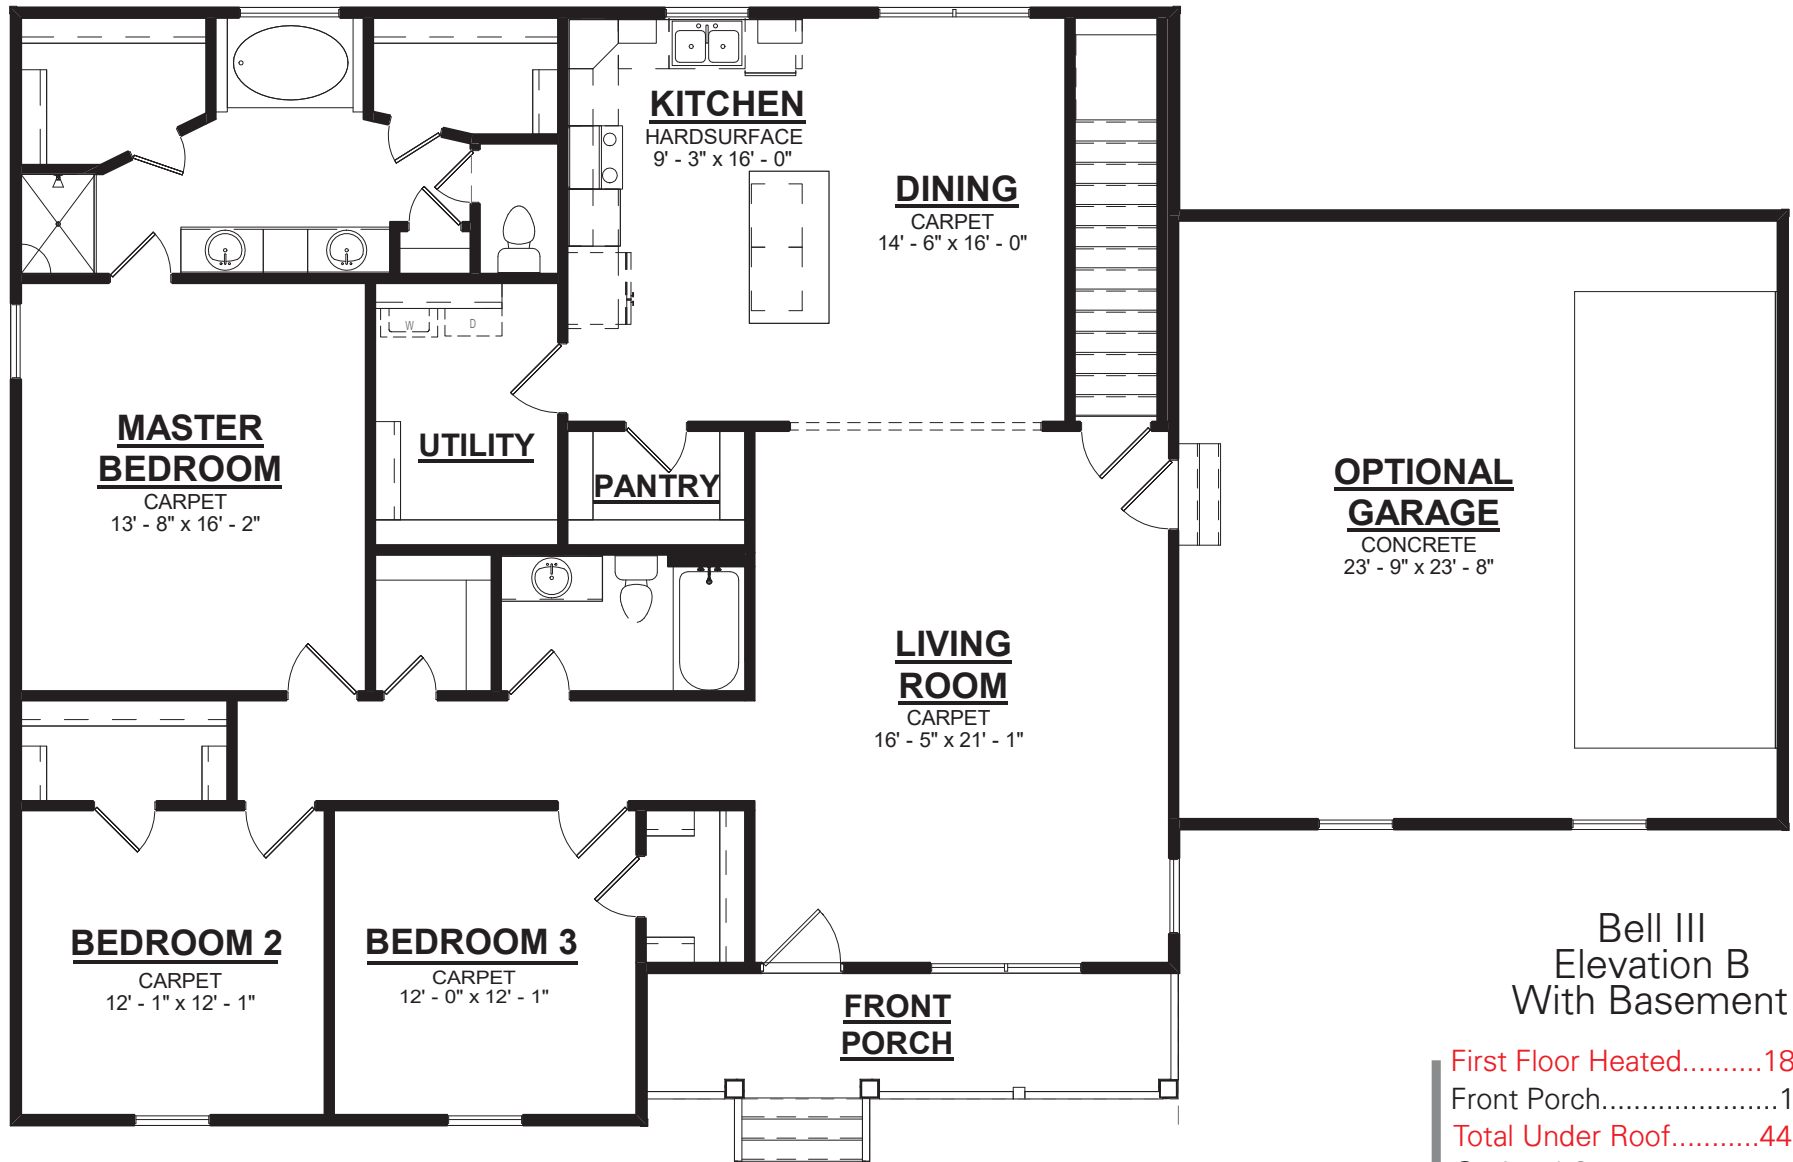 KITCHEN
HARDSURFACE
9' - 3" x 16' - 0"
DINING
CARPET
14' - 6" x 16' - 0"
W
D
MASTER
BEDROOM
CARPET
13' - 8" x 16' - 2"
UTILITY
PANTRY
OPTIONAL
GARAGE
CONCRETE
23' - 9" x 23' - 8"
LIVING
ROOM
CARPET
16' - 5" x 21' - 1"
BEDROOM 2
CARPET
12' - 1" x 12' - 1"
BEDROOM 3
CARPET
12' - 0" x 12' - 1"
FRONT
PORCH
Bell III
Elevation B
With Basement
First Floor Heated..........18
Front Porch......................1
Total Under Roof...........44